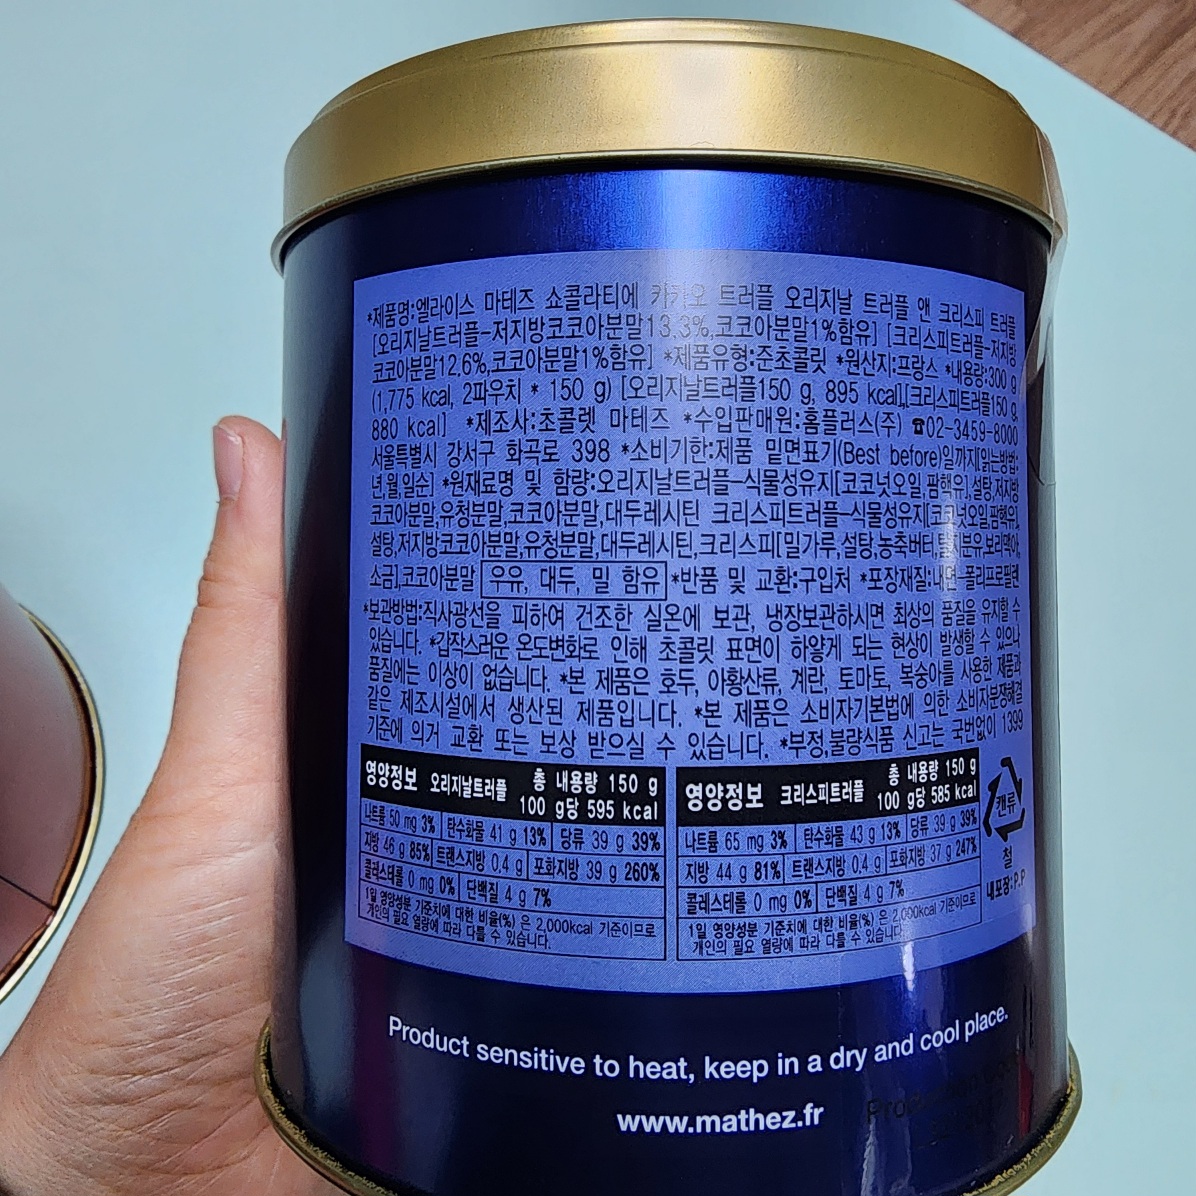 *제품명:엘라이스 마테즈 쇼콜라티에 카카오 트러플 오리지날 트러플 앤 크리스피 트러플
[오리지날트러플-저지방코코아분말13.3%,코코아분말1%함유] [크리스피트러플-저지방
코코아분말12.6%,코코아분말1%함유] *제품유형:준초콜릿 *원산지:프랑스 *내용량:300 g
(1,775 kcal, 2파우치 * 150 g) [오리지날트러플150 g, 895 kcal],[크리스피트러플150 g,
880 kcal] *제조사:초콜렛 마테즈 *수입판매원:홈플러스(주) ☎02-3459-8000
서울특별시 강서구 화곡로 398 *소비기한:제품 밑면표기(Best before)일까지[읽는방법:
년,월,일순] *원재료명 및 함량:오리지날트러플-식물성유지[코코넛오일,팜핵유],설탕,저지방
코코아분말,유청분말,코코아분말,대두레시틴 크리스피트러플-식물성유지[코코넛오일,팜핵유],
설탕,저지방코코아분말,유청분말,대두레시틴,크리스피[밀가루,설탕,농축버터,탈지분유,보리맥아,
소금],코코아분말 우유, 대두, 밀 함유 *반품 및 교환:구입처 *포장재질:내면-폴리프로필렌
*보관방법:직사광선을 피하여 건조한 실온에 보관, 냉장보관하시면 최상의 품질을 유지할 수
있습니다. *갑작스러운 온도변화로 인해 초콜릿 표면이 하얗게 되는 현상이 발생할 수 있으나
품질에는 이상이 없습니다. *본 제품은 호두, 아황산류, 계란, 토마토, 복숭아를 사용한 제품과
같은 제조시설에서 생산된 제품입니다. *본 제품은 소비자기본법에 의한 소비자분쟁해결
기준에 의거 교환 또는 보상 받으실 수 있습니다. *부정,불량식품 신고는 국번없이 1399
영양정보 오리지날트러플 총 내용량 150 g
100 g당 595 kcal
나트륨 50 mg 3% 탄수화물 41 g 13% 당류 39 g 39%
지방 46 g 85% 트랜스지방 0.4 g 포화지방 39 g 260%
콜레스테롤 0 mg 0% 단백질 4 g 7%
1일 영양성분 기준치에 대한 비율(%) 은 2,000kcal 기준이므로
개인의 필요 열량에 따라 다를 수 있습니다.
영양정보 크리스피트러플 총 내용량 150 g
100 g당 585 kcal
나트륨 65 mg 3% 탄수화물 43 g 13% 당류 39 g 39%
지방 44 g 81% 트랜스지방 0.4 g 포화지방 37 g 247%
콜레스테롤 0 mg 0% 단백질 4 g 7%
1일 영양성분 기준치에 대한 비율(%) 은 2,000kcal 기준이므로
개인의 필요 열량에 따라 다를 수 있습니다.
캔류
철
내포장:P.P
Product sensitive to heat, keep in a dry and cool place.
www.mathez.fr